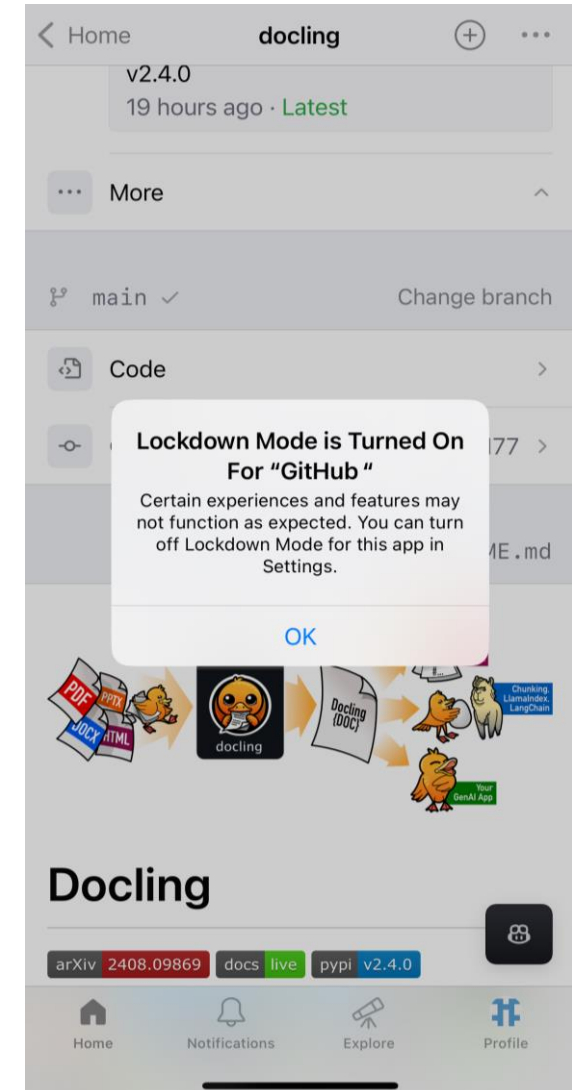 Home
docling
v2.4.0
19 hours ago · Latest
More
main
Change branch
Code
177
Lockdown Mode is Turned On
For “GitHub “
Certain experiences and features may
not function as expected. You can turn
off Lockdown Mode for this app in
Settings.
OK
ME.md
PDF
PPTX
DOCX
HTML
docling
Docling
(DOC)
{...
Chunking,
LlamaIndex,
LangChain
Your
GenAI App
Docling
arXiv 2408.09869
docs live
pypi v2.4.0
Home
Notifications
Explore
Profile